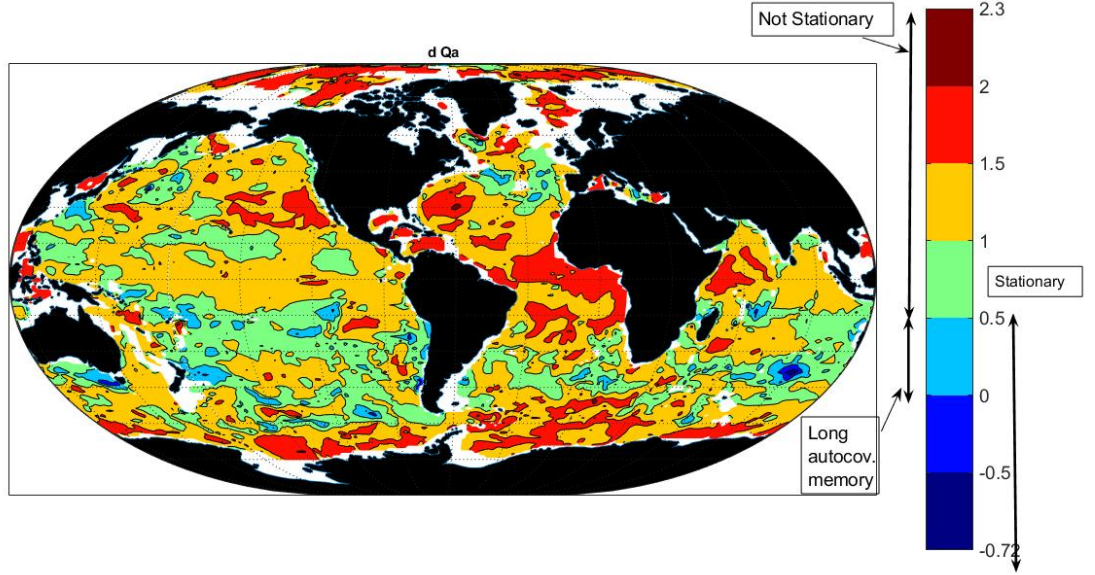 Not Stationary
d Qa
2.3
2
1.5
1
Stationary
0.5
0
-0.5
-0.72
Long
autocov.
memory